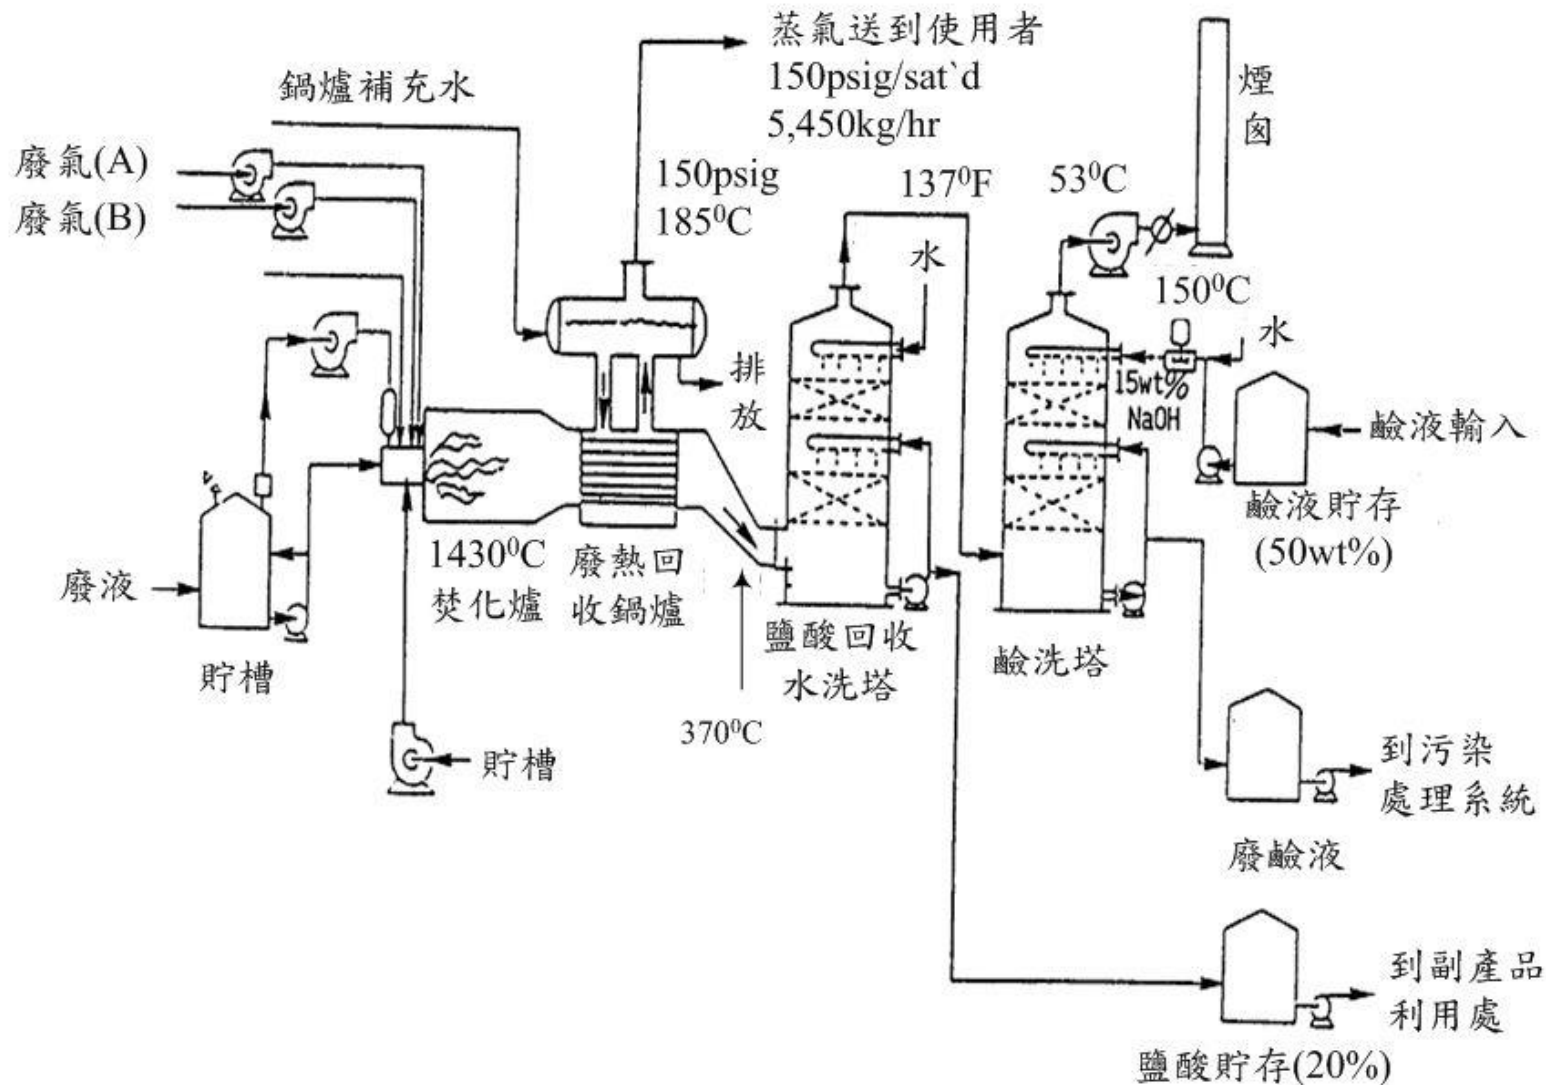 蒸氣送到使用者
150psig/sat`d
5,450kg/hr
煙
囪
鍋爐補充水
廢氣(A)
廢氣(B)
150psig
185⁰C
137⁰F
53⁰C
水
150⁰C
水
排
放
15wt%
NaOH
鹼液輸入
鹼液貯存
(50wt%)
廢液
貯槽
1430⁰C
焚化爐
廢熱回
收鍋爐
鹽酸回收
水洗塔
鹼洗塔
370⁰C
貯槽
到污染
處理系統
廢鹼液
到副產品
利用處
鹽酸貯存(20%)